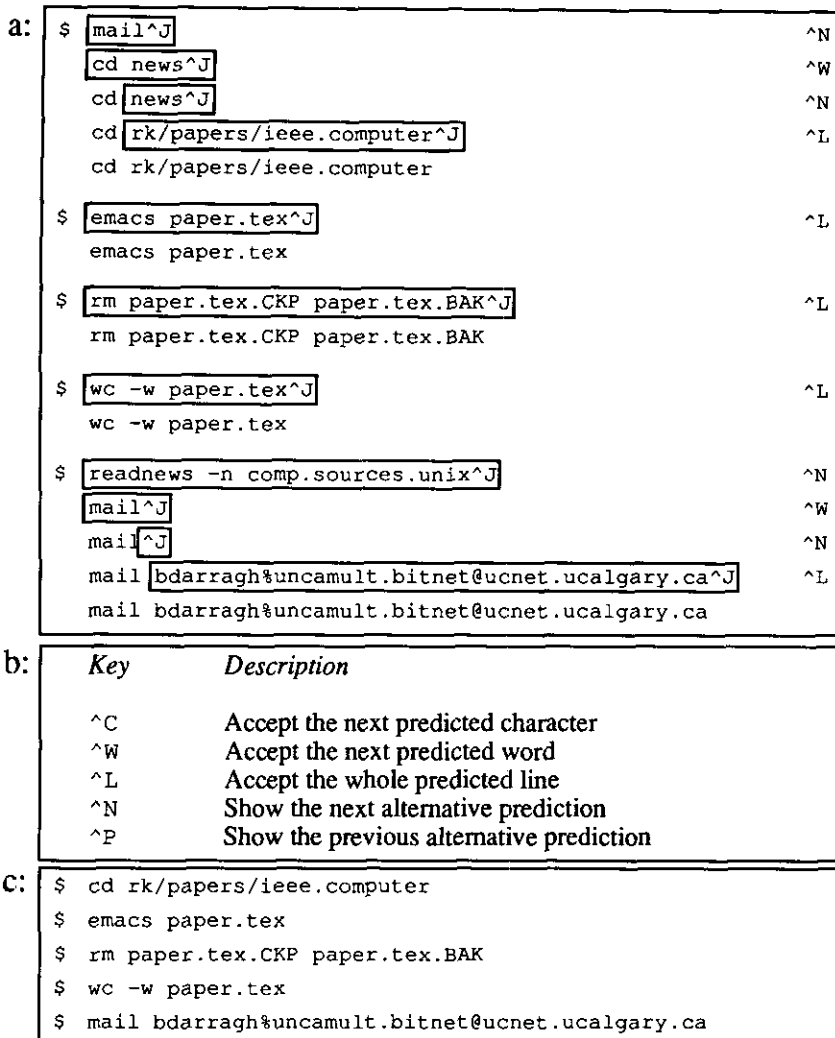 a:
$ mail^J ^N
cd news^J ^W
cd news^J ^N
cd rk/papers/ieee.computer^J ^L
cd rk/papers/ieee.computer
$ emacs paper.tex^J ^L
emacs paper.tex
$ rm paper.tex.CKP paper.tex.BAK^J ^L
rm paper.tex.CKP paper.tex.BAK
$ wc -w paper.tex^J ^L
wc -w paper.tex
$ readnews -n comp.sources.unix^J ^N
mail^J ^W
mail^J ^N
mail bdarragh%uncamult.bitnet@ucnet.ucalgary.ca^J ^L
mail bdarragh%uncamult.bitnet@ucnet.ucalgary.ca
b:
Key Description
^C Accept the next predicted character
^W Accept the next predicted word
^L Accept the whole predicted line
^N Show the next alternative prediction
^P Show the previous alternative prediction
c:
$ cd rk/papers/ieee.computer
$ emacs paper.tex
$ rm paper.tex.CKP paper.tex.BAK
$ wc -w paper.tex
$ mail bdarragh%uncamult.bitnet@ucnet.ucalgary.ca